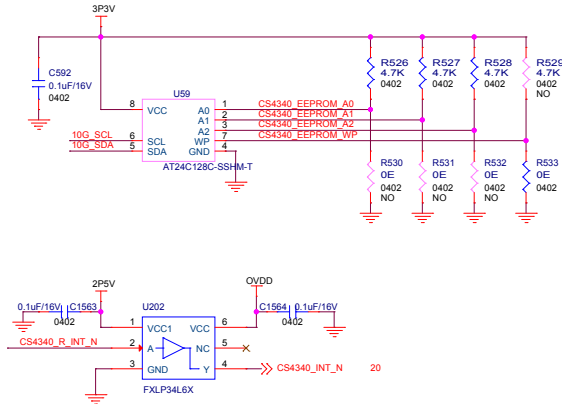 3P3V
C592
0.1uF/16V
0402
R526
4.7K
0402
R527
4.7K
0402
R528
4.7K
0402
R529
4.7K
0402
NO
U59
8 VCC A0 1 CS4340_EEPROM_A0
A1 2 CS4340_EEPROM_A1
A2 3 CS4340_EEPROM_A2
10G_SCL 6 SCL WP 7 CS4340_EEPROM_WP
10G_SDA 5 SDA GND 4
AT24C128C-SSHM-T
R530
0E
0402
NO
R531
0E
0402
NO
R532
0E
0402
NO
R533
0E
0402
2P5V
OVDD
0.1uF/16V C1563
0402
U202
C1564 0.1uF/16V
0402
1 VCC1 VCC 6
CS4340_R_INT_N 2 A NC 5
3 GND Y 4 CS4340_INT_N 20
FXLP34L6X